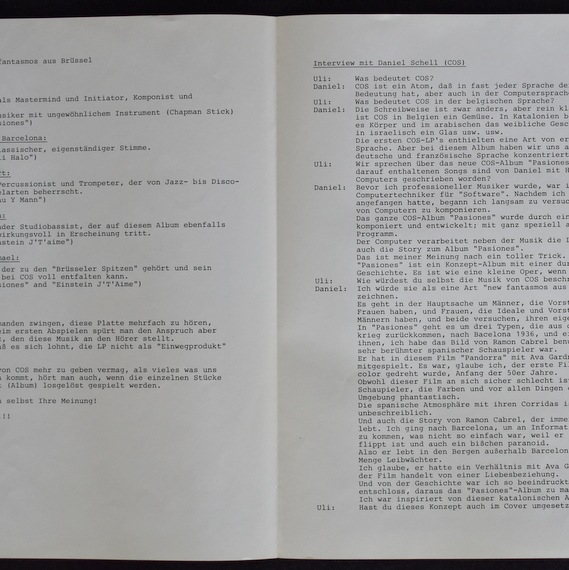 fantasmos aus Brüssel
als Mastermind und Initiator, Komponist und
usiker mit ungewöhnlichem Instrument (Chapman Stick)
siones")
Barcelona:
lassischer, eigenständiger Stimme.
li Halo")
rt:
Percussionist und Trompeter, der von Jazz- bis Disco-
elarten beherrscht.
au Y Mann")
n:
nder Studiobassist, der auf diesem Album ebenfalls
wirkungsvoll in Erscheinung tritt.
nstein J'T'aime")
hael:
der zu den "Brüsseler Spitzen" gehört und sein
bei COS voll entfalten kann.
siones" and "Einstein J'T'Aime")
manden zwingen, diese Platte mehrfach zu hören,
eim ersten Abspielen spürt man den Anspruch aber
t, den diese Musik an den Hörer stellt.
ß es sich lohnt, die LP nicht als "Einwegprodukt"
von COS mehr zu geben vermag, als vieles was uns
s kommt, hört man auch, wenn die einzelnen Stücke
t (Album) losgelöst gespielt werden.
h selbst Ihre Meinung!
!!
Interview mit Daniel Schell (COS)
Uli: Was bedeutet COS?
Daniel: COS ist ein Atom, daß in fast jeder Sprache de
Bedeutung hat, aber auch in der Computersprache
Uli: Was bedeutet COS in der belgischen Sprache?
Daniel: Die Schreibweise ist zwar anders, aber rein kl
ist COS in Belgien ein Gemüse. In Katalonien b
es Körper und im arabischen das weibliche Gesc
in israelisch ein Glas usw. usw.
Die ersten COS-LP's enthielten eine Art von er
Sprache. Aber bei diesem Album haben wir uns a
deutsche und französische Sprache konzentriert
Uli: Wir sprechen über das neue COS-Album "Pasiones
darauf enthaltenen Songs sind von Daniel mit H
Computers geschrieben worden?
Daniel: Bevor ich professioneller Musiker wurde, war i
Computertechniker für "Software". Nachdem ich
angefangen hatte, begann ich langsam zu versuc
von Computern zu komponieren.
Das ganze COS-Album "Pasiones" wurde durch ein
komponiert und entwickelt; mit ganz speziell a
Programm.
Der Computer verarbeitet neben der Musik die L
auch die Story zum Album "Pasiones".
Das ist meiner Meinung nach ein toller Trick.
"Pasiones" ist ein Konzept-Album mit einer dur
Geschichte. Es ist wie eine kleine Oper, wenn
Uli: Wie würdest du selbst die Musik von COS beschr
Daniel: Ich würde sie als eine Art "new fantasmos aus
zeichnen.
Es geht in der Hauptsache um Männer, die Vorst
Frauen haben, und Frauen, die Ideale und Vorst
Männern haben, und beide versuchen, ihren eige
In "Pasiones" geht es um drei Typen, die aus d
krieg zurückkommen, nach Bacelona 1936, und ei
ihnen, ich habe das Bild von Ramon Cabrel benu
sehr berühmter spanischer Schauspieler war.
Er hat in diesem Film "Pandorra" mit Ava Gardn
mitgespielt. Es war, glaube ich, der erste Fil
color gedreht wurde, Anfang der 50er Jahre.
Obwohl dieser Film an sich sicher schlecht ist
Schauspieler, die Farben und vor allen Dingen d
Umgebung phantastisch.
Die spanische Atmosphäre mit ihren Corridas is
unbeschreiblich.
Und auch die Story von Ramon Cabrel, der imme
lebt. Ich ging nach Barcelona, um an Informat
zu kommen, was nicht so einfach war, weil er
flippt ist und auch ein bißchen paranoid.
Also er lebt in den Bergen außerhalb Barcelon
Menge Leibwächter.
Ich glaube, er hatte ein Verhältnis mit Ava G
der Film handelt von einer Liebesbeziehung.
Und von der Geschichte war ich so beeindruckt
entschloss, daraus das "Pasiones"-Album zu ma
Ich war inspiriert von dieser katalonischen A
Uli: Hast du dieses Konzept auch im Cover umgesetz